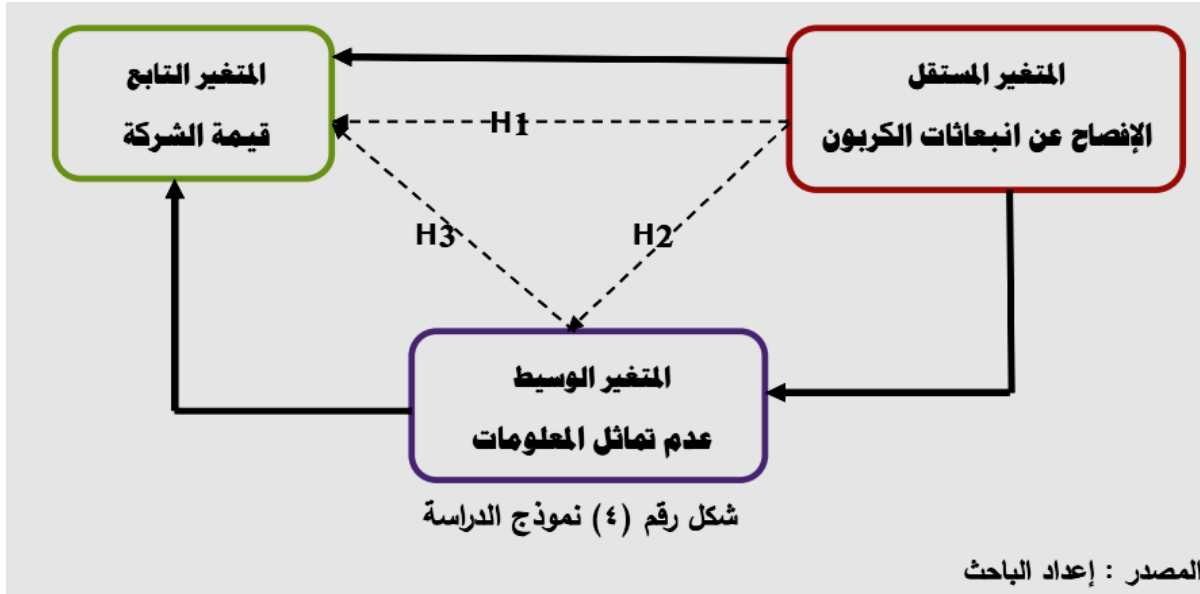 المتغير المستقل
الإفصاح عن انبعاثات الكربون
المتغير التابع
قيمة الشركة
H1
H2
H3
المتغير الوسيط
عدم تماثل المعلومات
شكل رقم (٤) نموذج الدراسة
المصدر : إعداد الباحث